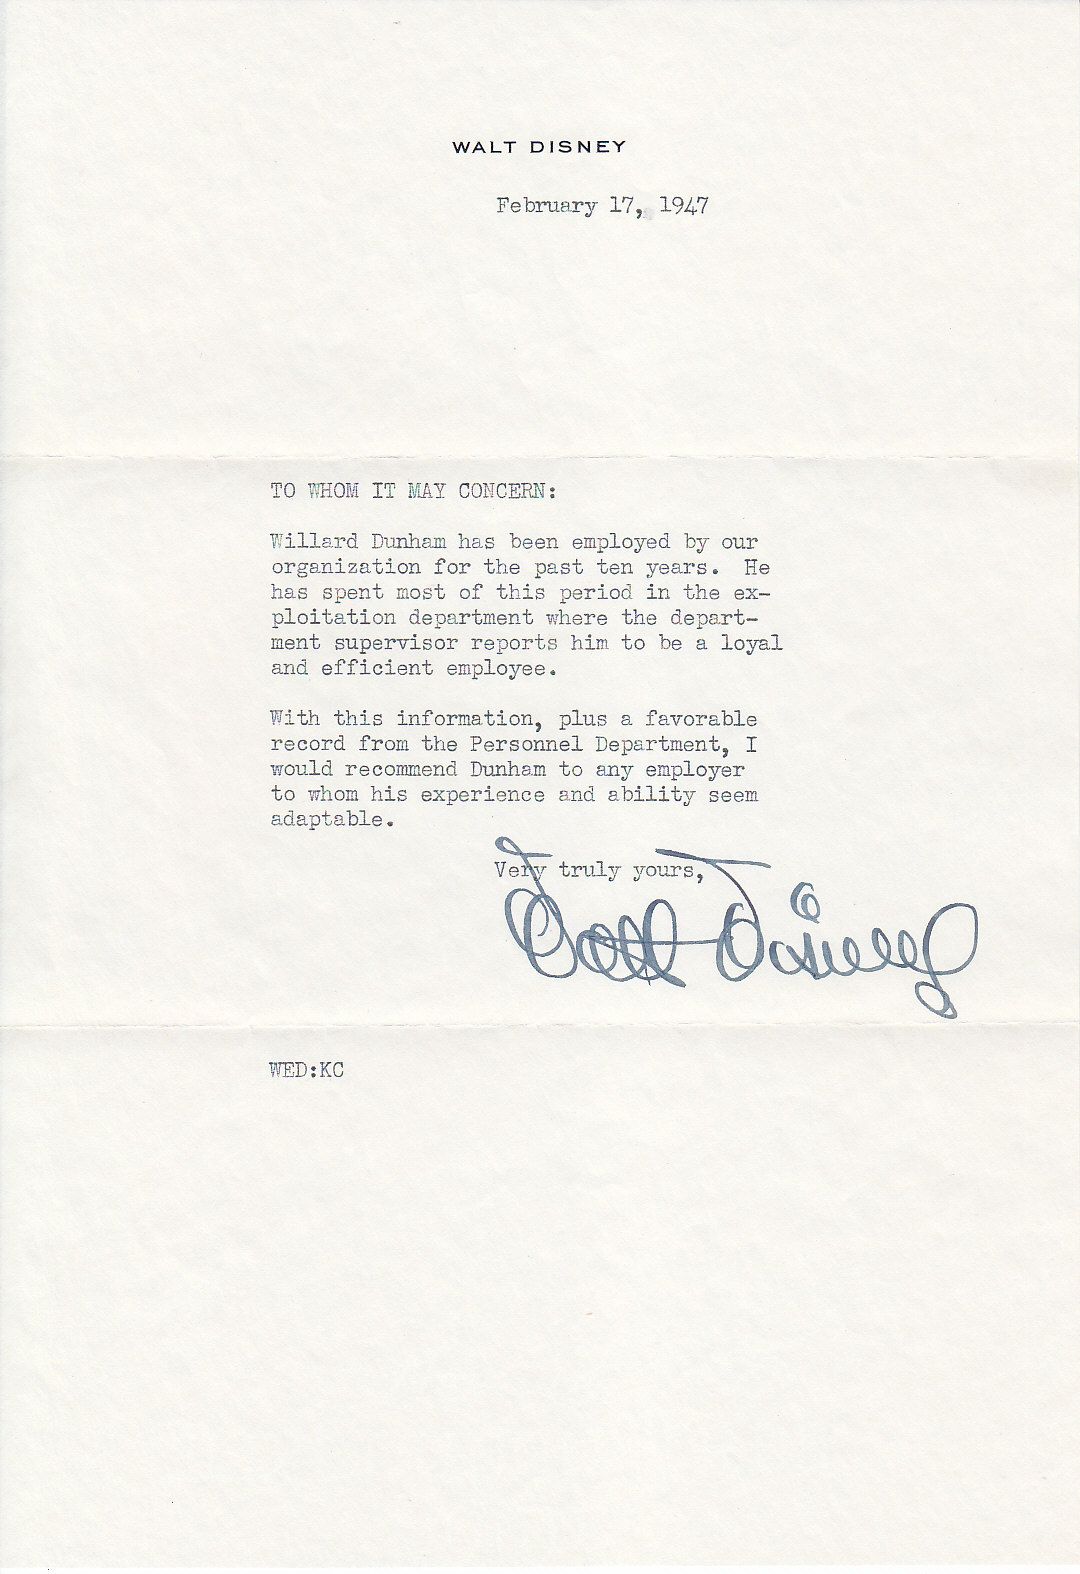 WALT DISNEY
February 17, 1947
TO WHOM IT MAY CONCERN:
Willard Dunham has been employed by our
organization for the past ten years. He
has spent most of this period in the ex-
ploitation department where the depart-
ment supervisor reports him to be a loyal
and efficient employee.
With this information, plus a favorable
record from the Personnel Department, I
would recommend Dunham to any employer
to whom his experience and ability seem
adaptable.
Very truly yours,
Walt Disney
WED:KC